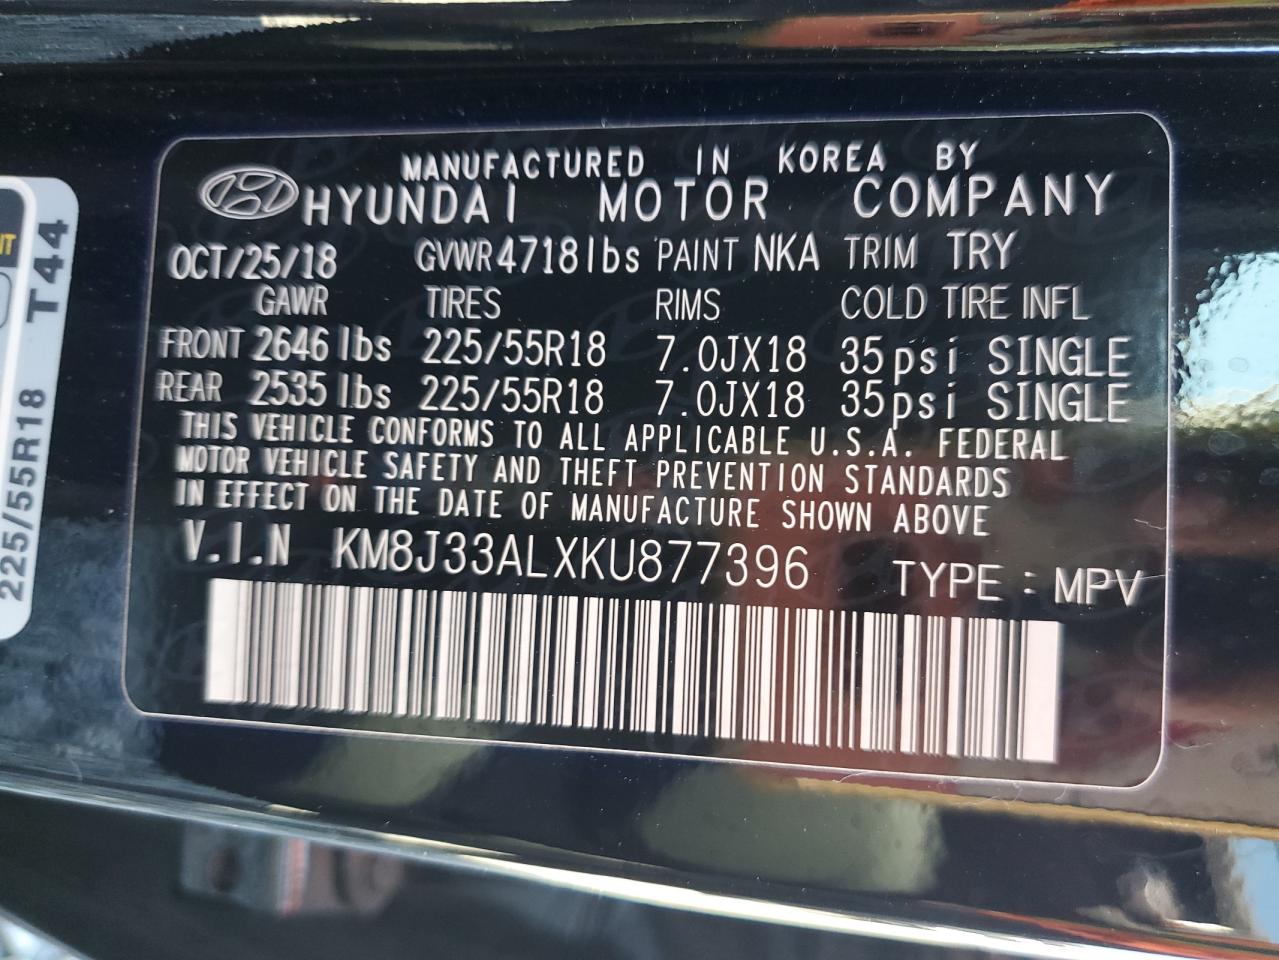 MANUFACTURED IN KOREA BY
HYUNDAI MOTOR COMPANY
OCT/25/18 GVWR 4718 lbs PAINT NKA TRIM TRY
GAWR TIRES RIMS COLD TIRE INFL
FRONT 2646 lbs 225/55R18 7.0JX18 35psi SINGLE
REAR 2535 lbs 225/55R18 7.0JX18 35psi SINGLE
THIS VEHICLE CONFORMS TO ALL APPLICABLE U.S.A. FEDERAL
MOTOR VEHICLE SAFETY AND THEFT PREVENTION STANDARDS
IN EFFECT ON THE DATE OF MANUFACTURE SHOWN ABOVE
V.I.N KM8J33ALXKU877396 TYPE : MPV
225/55R18 T44